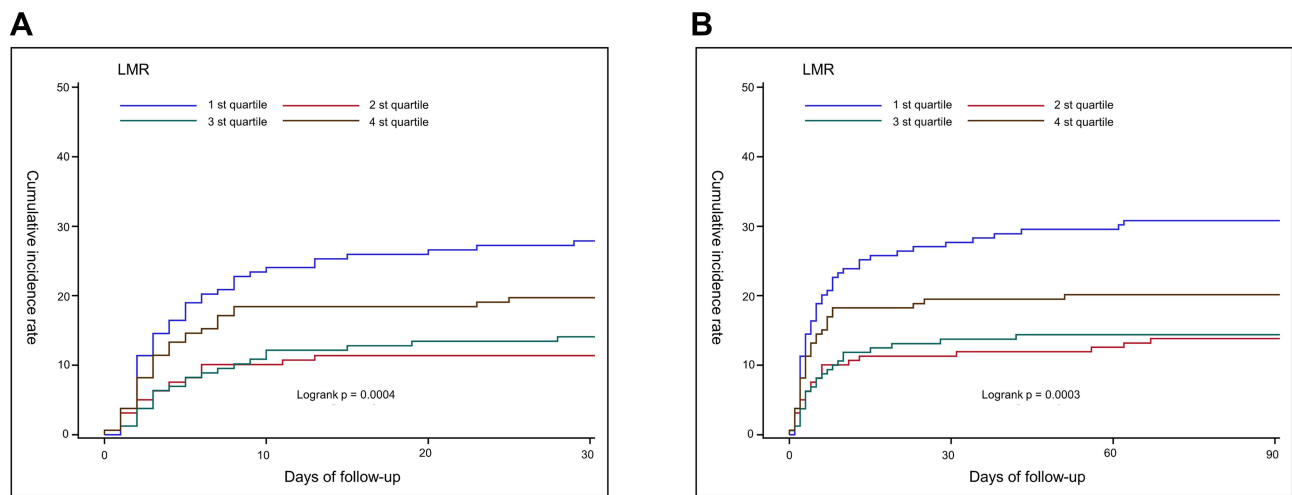 A
LMR
1 st quartile
2 st quartile
3 st quartile
4 st quartile
50
40
30
20
10
0
Cumulative incidence rate
Logrank p = 0.0004
0
10
20
30
Days of follow-up
B
LMR
1 st quartile
2 st quartile
3 st quartile
4 st quartile
50
40
30
20
10
0
Cumulative incidence rate
Logrank p = 0.0003
0
30
60
90
Days of follow-up